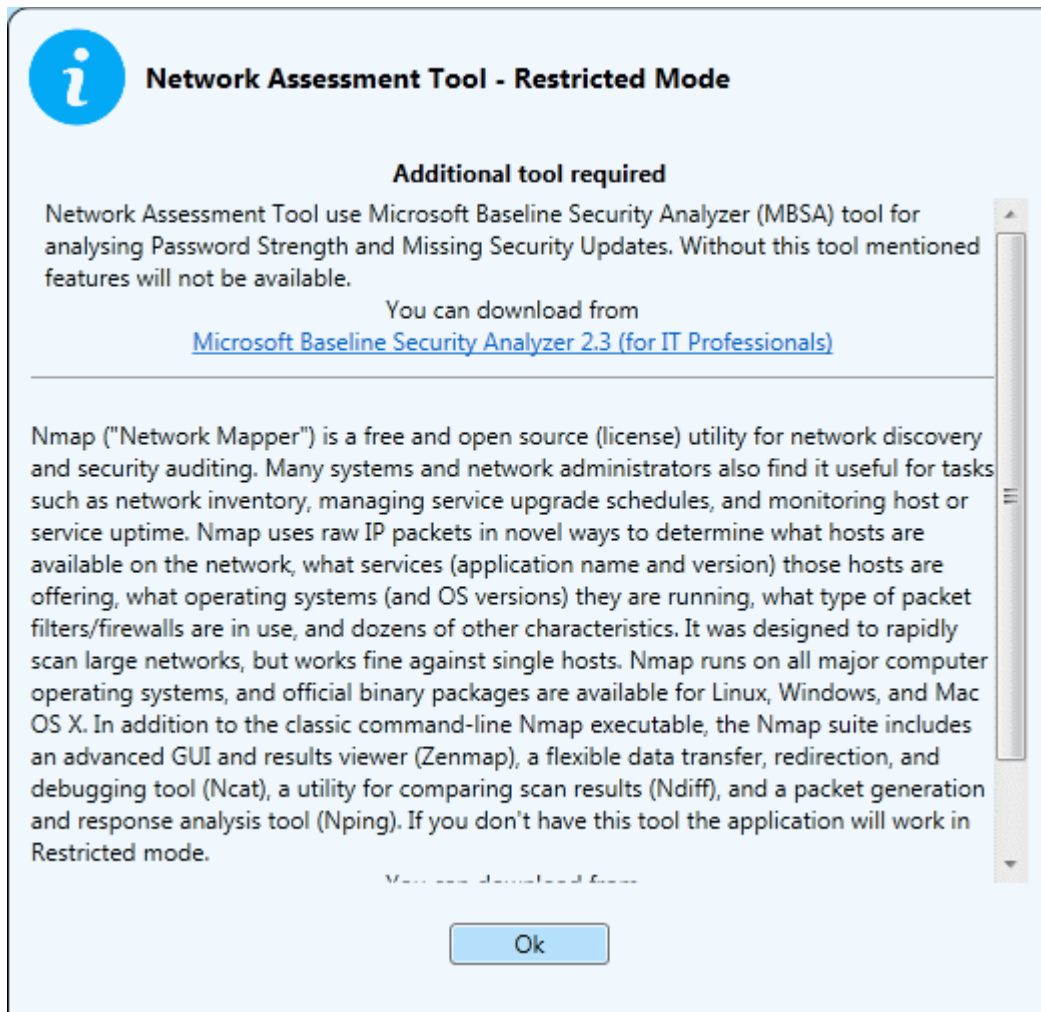 Network Assessment Tool - Restricted Mode
Additional tool required
Network Assessment Tool use Microsoft Baseline Security Analyzer (MBSA) tool for
analysing Password Strength and Missing Security Updates. Without this tool mentioned
features will not be available.
You can download from
Microsoft Baseline Security Analyzer 2.3 (for IT Professionals)
Nmap ("Network Mapper") is a free and open source (license) utility for network discovery
and security auditing. Many systems and network administrators also find it useful for tasks
such as network inventory, managing service upgrade schedules, and monitoring host or
service uptime. Nmap uses raw IP packets in novel ways to determine what hosts are
available on the network, what services (application name and version) those hosts are
offering, what operating systems (and OS versions) they are running, what type of packet
filters/firewalls are in use, and dozens of other characteristics. It was designed to rapidly
scan large networks, but works fine against single hosts. Nmap runs on all major computer
operating systems, and official binary packages are available for Linux, Windows, and Mac
OS X. In addition to the classic command-line Nmap executable, the Nmap suite includes
an advanced GUI and results viewer (Zenmap), a flexible data transfer, redirection, and
debugging tool (Ncat), a utility for comparing scan results (Ndiff), and a packet generation
and response analysis tool (Nping). If you don't have this tool the application will work in
Restricted mode.
You can download from
Ok